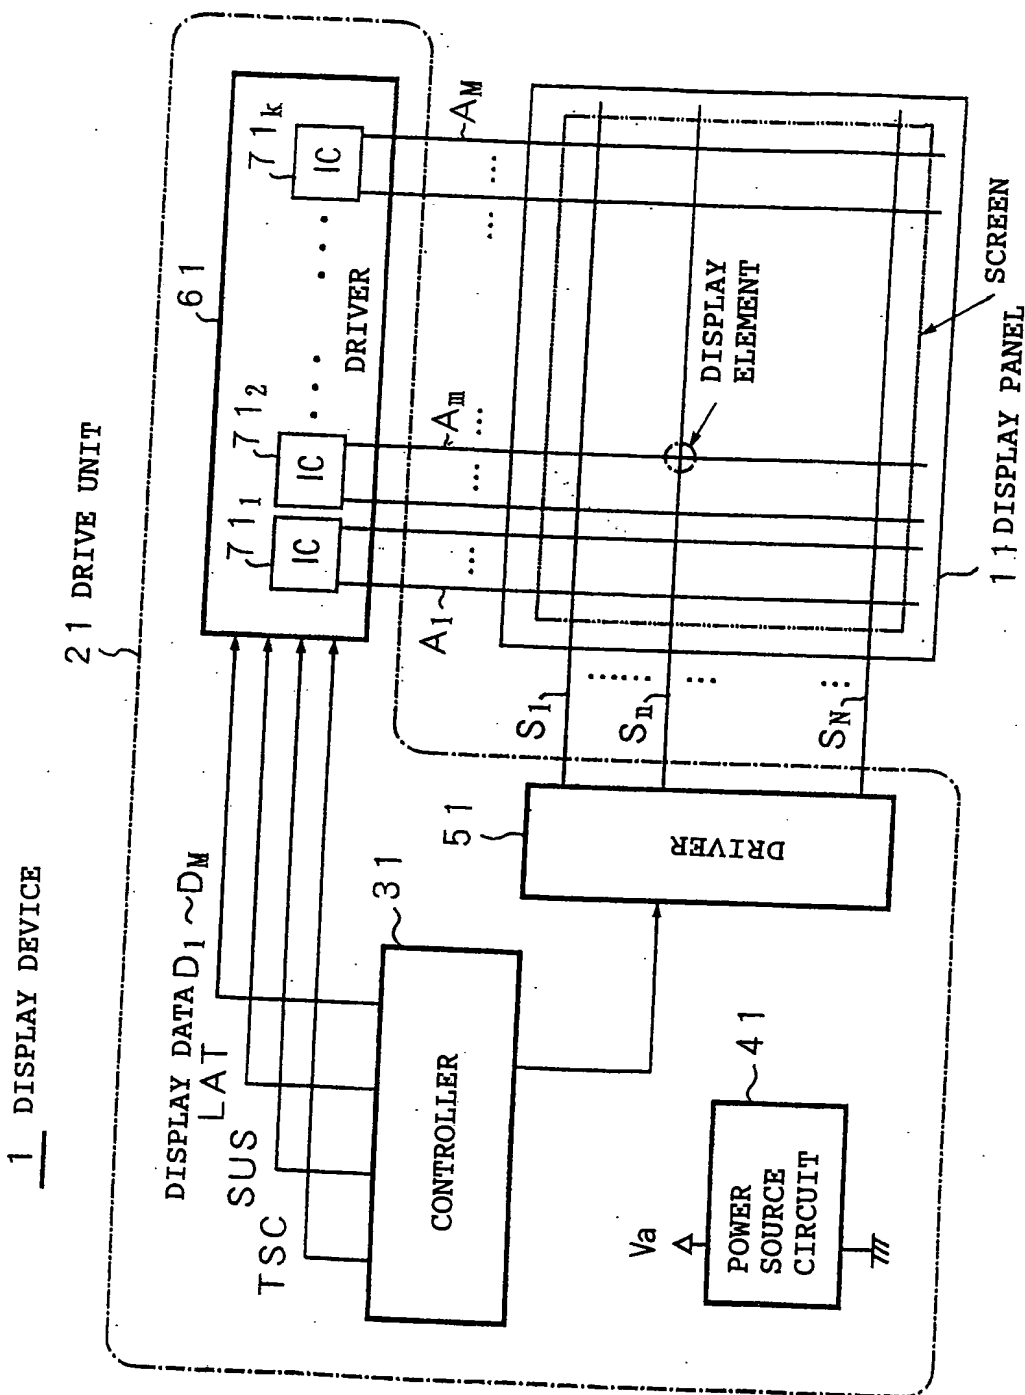 1 DISPLAY DEVICE
21 DRIVE UNIT
61
71₁
71₂
71k
IC
IC
IC
DRIVER
DISPLAY DATA D₁ ~DM
LAT
SUS
TSC
A₁
Am
AM
31
CONTROLLER
51
DRIVER
S₁
Sn
SN
DISPLAY
ELEMENT
41
Va
POWER
SOURCE
CIRCUIT
SCREEN
11 DISPLAY PANEL